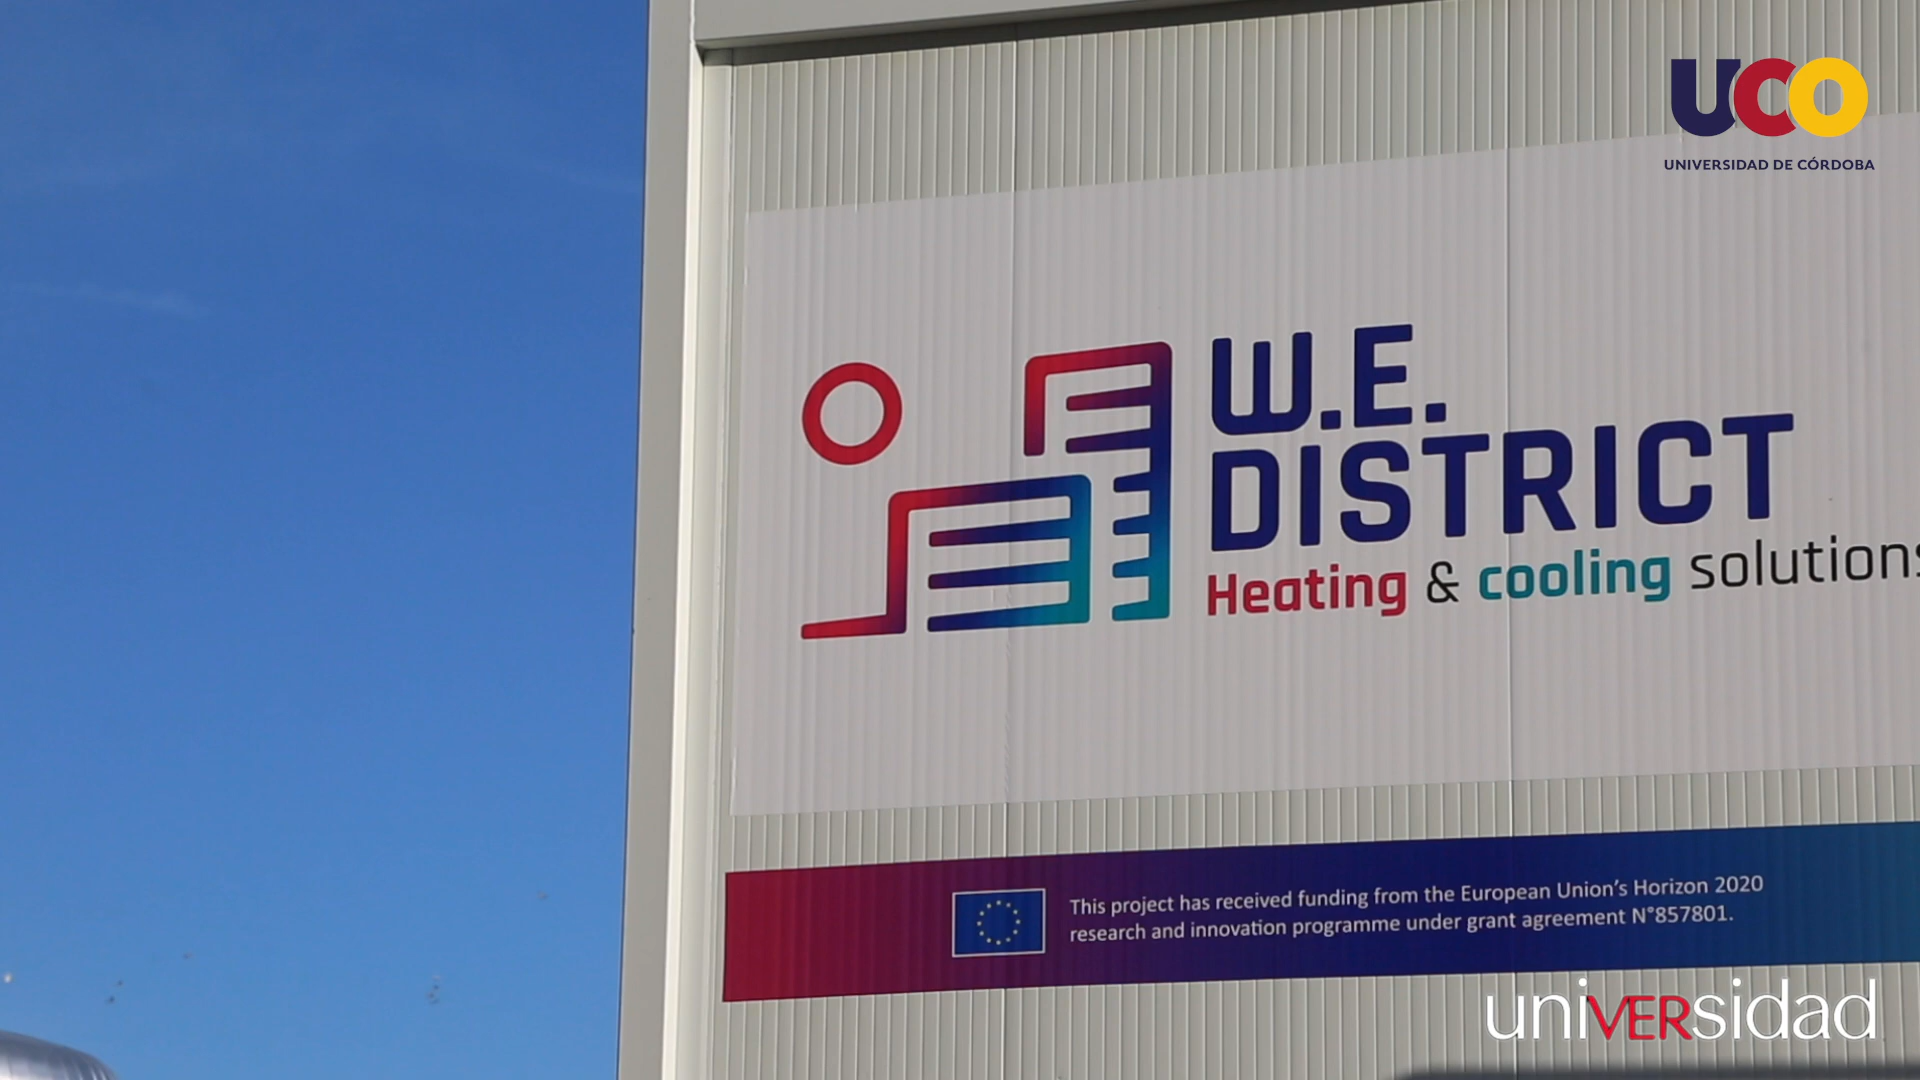 UCO
UNIVERSIDAD DE CÓRDOBA
W.E.
DISTRICT
Heating & cooling solutions
This project has received funding from the European Union's Horizon 2020
research and innovation programme under grant agreement N°857801.
uniVERsidad